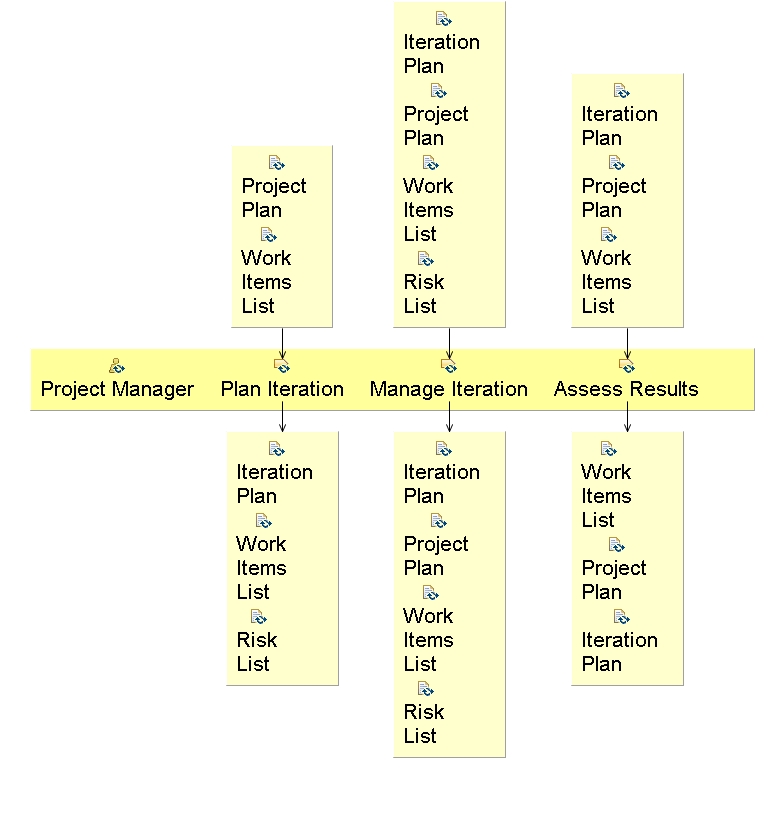 Project
Plan
Work
Items
List
Iteration
Plan
Project
Plan
Work
Items
List
Risk
List
Iteration
Plan
Project
Plan
Work
Items
List
Project Manager
Plan Iteration
Manage Iteration
Assess Results
Iteration
Plan
Work
Items
List
Risk
List
Iteration
Plan
Project
Plan
Work
Items
List
Risk
List
Work
Items
List
Project
Plan
Iteration
Plan